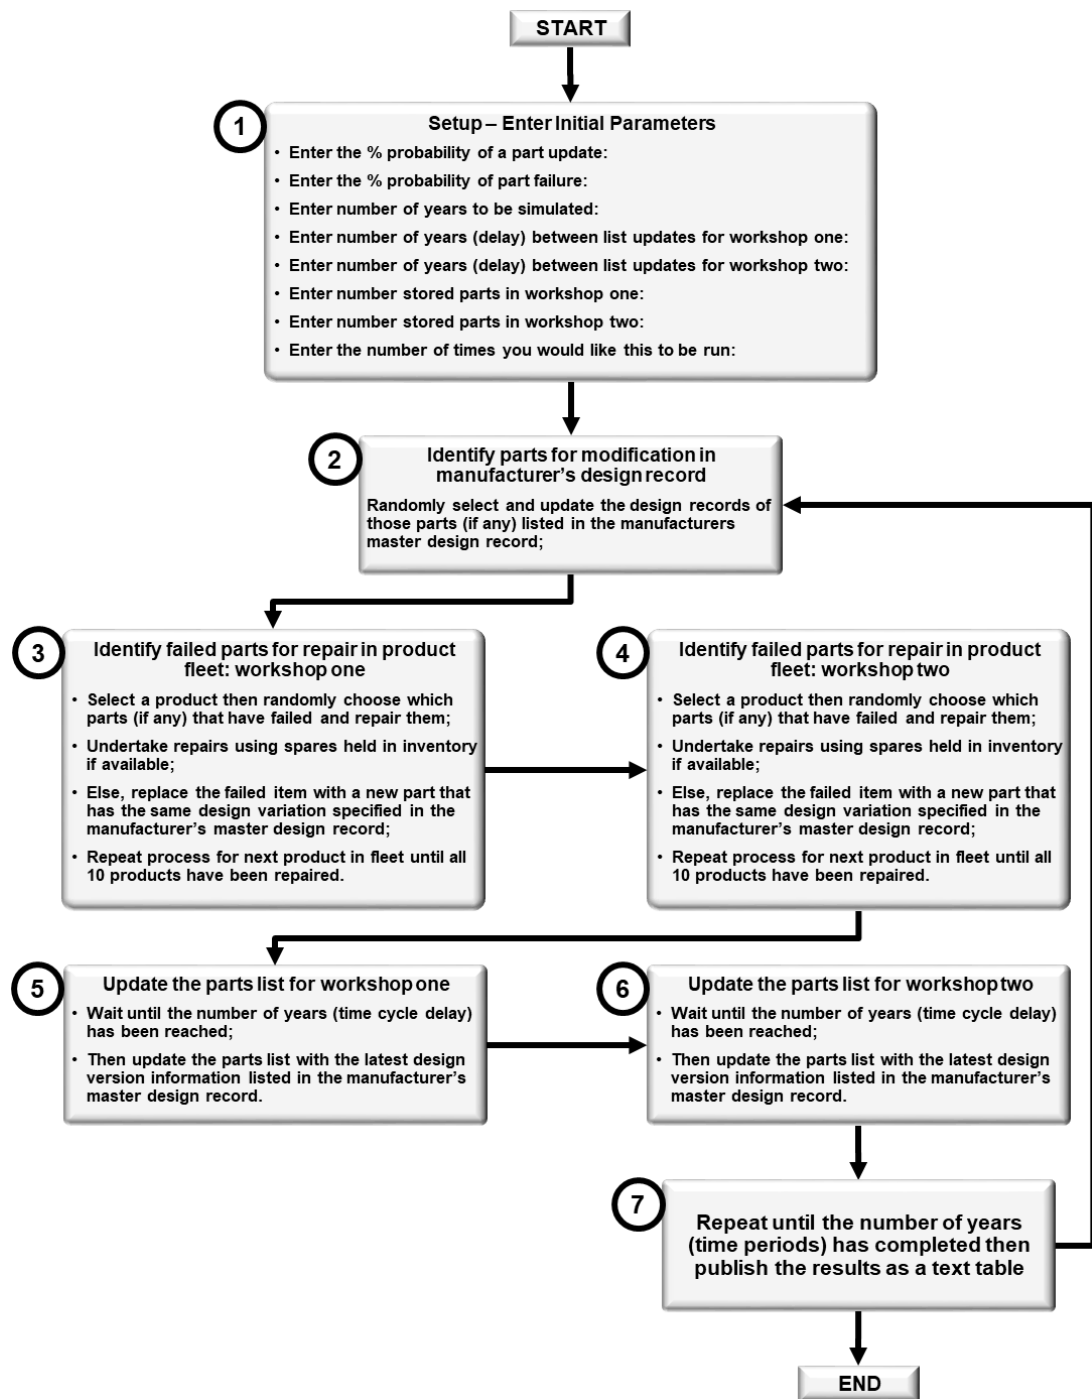 START
1
Setup – Enter Initial Parameters
• Enter the % probability of a part update:
• Enter the % probability of part failure:
• Enter number of years to be simulated:
• Enter number of years (delay) between list updates for workshop one:
• Enter number of years (delay) between list updates for workshop two:
• Enter number stored parts in workshop one:
• Enter number stored parts in workshop two:
• Enter the number of times you would like this to be run:
2
Identify parts for modification in
manufacturer's design record
Randomly select and update the design records of
those parts (if any) listed in the manufacturers
master design record;
3
Identify failed parts for repair in product
fleet: workshop one
• Select a product then randomly choose which
parts (if any) that have failed and repair them;
• Undertake repairs using spares held in inventory
if available;
• Else, replace the failed item with a new part that
has the same design variation specified in the
manufacturer's master design record;
• Repeat process for next product in fleet until all
10 products have been repaired.
4
Identify failed parts for repair in product
fleet: workshop two
• Select a product then randomly choose which
parts (if any) that have failed and repair them;
• Undertake repairs using spares held in inventory
if available;
• Else, replace the failed item with a new part that
has the same design variation specified in the
manufacturer's master design record;
• Repeat process for next product in fleet until all
10 products have been repaired.
5
Update the parts list for workshop one
• Wait until the number of years (time cycle delay)
has been reached;
• Then update the parts list with the latest design
version information listed in the manufacturer's
master design record.
6
Update the parts list for workshop two
• Wait until the number of years (time cycle delay)
has been reached;
• Then update the parts list with the latest design
version information listed in the manufacturer's
master design record.
7
Repeat until the number of years
(time periods) has completed then
publish the results as a text table
END